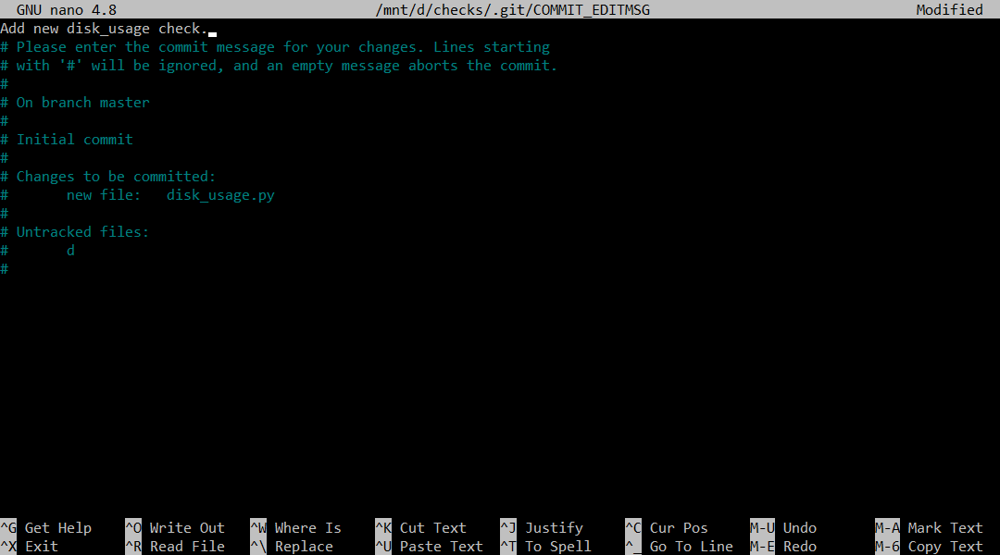 GNU nano 4.8 /mnt/d/checks/.git/COMMIT_EDITMSG Modified
Add new disk_usage check.
# Please enter the commit message for your changes. Lines starting
# with '#' will be ignored, and an empty message aborts the commit.
#
# On branch master
#
# Initial commit
#
# Changes to be committed:
#       new file:   disk_usage.py
#
# Untracked files:
#       d
#
^G Get Help ^O Write Out ^W Where Is ^K Cut Text ^J Justify ^C Cur Pos M-U Undo M-A Mark Text
^X Exit ^R Read File ^\ Replace ^U Paste Text ^T To Spell ^_ Go To Line M-E Redo M-6 Copy Text